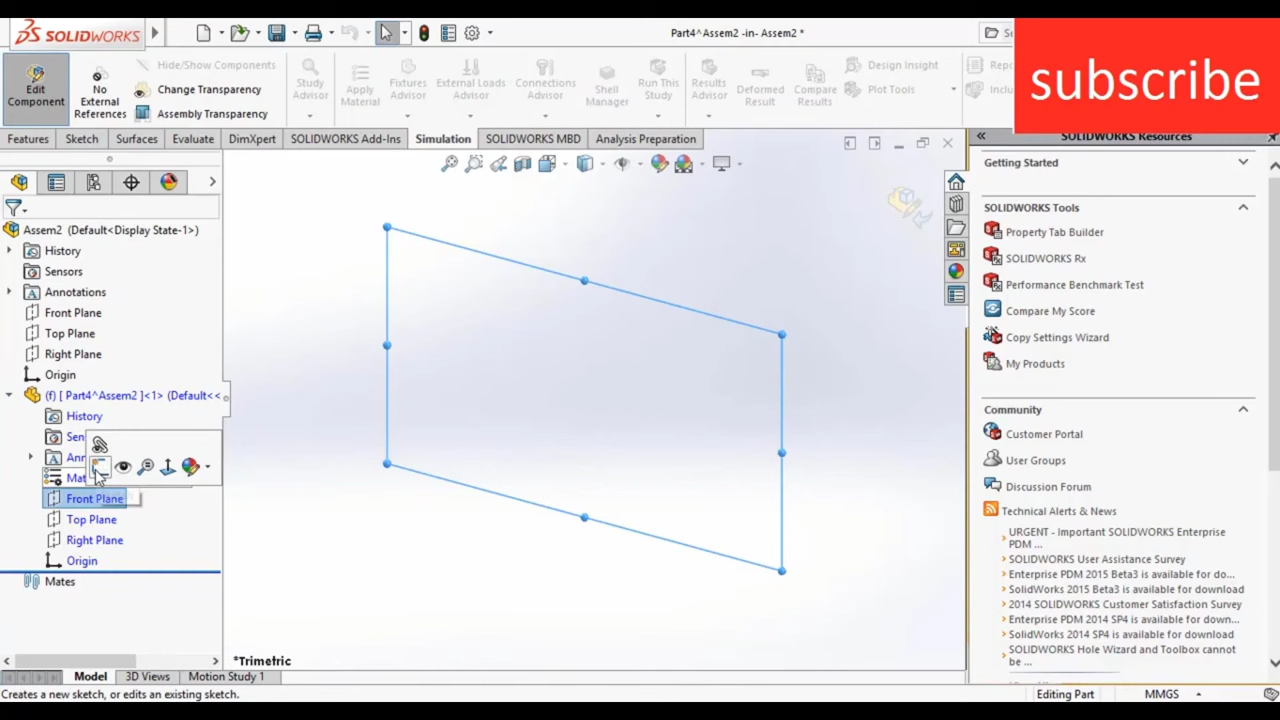 SOLIDWORKS
Part4^Assem2 -in- Assem2 *
subscribe
Edit
Component
No
External
References
Hide/Show Components
Change Transparency
Assembly Transparency
Study
Advisor
Apply
Material
Fixtures
Advisor
External Loads
Advisor
Connections
Advisor
Shell
Manager
Run This
Study
Results
Advisor
Deformed
Result
Compare
Results
Design Insight
Plot Tools
Features
Sketch
Surfaces
Evaluate
DimXpert
SOLIDWORKS Add-Ins
Simulation
SOLIDWORKS MBD
Analysis Preparation
SOLIDWORKS Resources
Assem2 (Default<Display State-1>)
History
Sensors
Annotations
Front Plane
Top Plane
Right Plane
Origin
(f) [ Part4^Assem2 ]<1> (Default<<
History
Sen
Ann
Mat
Front Plane
Top Plane
Right Plane
Origin
Mates
*Trimetric
Getting Started
SOLIDWORKS Tools
Property Tab Builder
SOLIDWORKS Rx
Performance Benchmark Test
Compare My Score
Copy Settings Wizard
My Products
Community
Customer Portal
User Groups
Discussion Forum
Technical Alerts & News
URGENT - Important SOLIDWORKS Enterprise
PDM ...
SOLIDWORKS User Assistance Survey
Enterprise PDM 2015 Beta3 is available for do...
SolidWorks 2015 Beta3 is available for download
2014 SOLIDWORKS Customer Satisfaction Survey
Enterprise PDM 2014 SP4 is available for down...
SolidWorks 2014 SP4 is available for download
SOLIDWORKS Hole Wizard and Toolbox cannot
be ...
Model
3D Views
Motion Study 1
Creates a new sketch, or edits an existing sketch.
Editing Part
MMGS